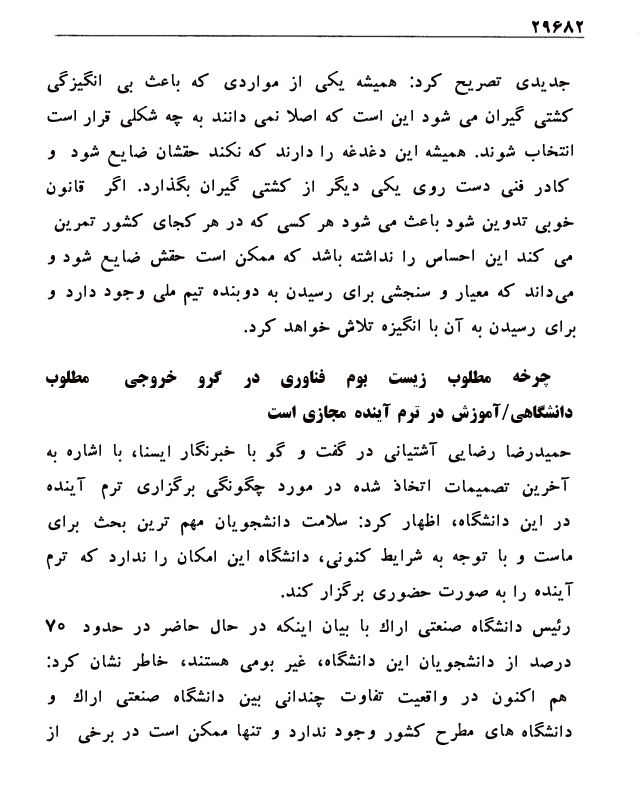 ۲۹۶۸۲
جدیدی تصریح کرد: همیشه یکی از مواردی که باعث بی انگیزگی
کشتی گیران می شود این است که اصلا نمی دانند به چه شکلی قرار است
انتخاب شوند. همیشه این دغدغه را دارند که نکند حقشان ضایع شود و
کادر فنی دست روی یکی دیگر از کشتی گیران بگذارد. اگر قانون
خوبی تدوین شود باعث می شود هر کسی که در هر کجای کشور تمرین
می کند این احساس را نداشته باشد که ممکن است حقش ضایع شود و
می‌داند که معیار و سنجشی برای رسیدن به دوبنده تیم ملی وجود دارد و
برای رسیدن به آن با انگیزه تلاش خواهد کرد.
چرخه مطلوب زیست بوم فناوری در گرو خروجی مطلوب
دانشگاهی/آموزش در ترم آینده مجازی است
حمیدرضا رضایی آشتیانی در گفت و گو با خبرنگار ایسنا، با اشاره به
آخرین تصمیمات اتخاذ شده در مورد چگونگی برگزاری ترم آینده
در این دانشگاه، اظهار کرد: سلامت دانشجویان مهم ترین بحث برای
ماست و با توجه به شرایط کنونی، دانشگاه این امکان را ندارد که ترم
آینده را به صورت حضوری برگزار کند.
رئیس دانشگاه صنعتی اراک با بیان اینکه در حال حاضر در حدود ۷۰
درصد از دانشجویان این دانشگاه، غیر بومی هستند، خاطر نشان کرد:
هم اکنون در واقعیت تفاوت چندانی بین دانشگاه صنعتی اراک و
دانشگاه های مطرح کشور وجود ندارد و تنها ممکن است در برخی از